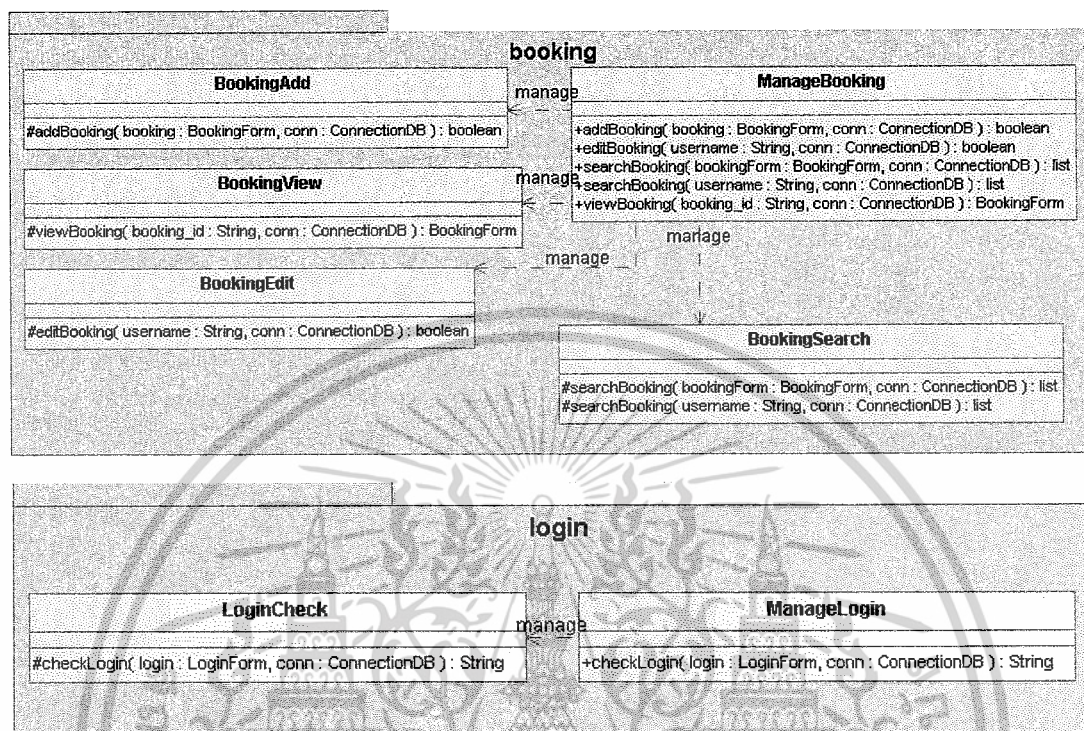 booking
BookingAdd
#addBooking( booking : BookingForm, conn : ConnectionDB ) : boolean
manage
ManageBooking
+addBooking( booking : BookingForm, conn : ConnectionDB ) : boolean
+editBooking( username : String, conn : ConnectionDB ) : boolean
+searchBooking( bookingForm : BookingForm, conn : ConnectionDB ) : list
+searchBooking( username : String, conn : ConnectionDB ) : list
+viewBooking( booking_id : String, conn : ConnectionDB ) : BookingForm
BookingView
manage
#viewBooking( booking_id : String, conn : ConnectionDB ) : BookingForm
manage
manage
BookingEdit
#editBooking( username : String, conn : ConnectionDB ) : boolean
BookingSearch
#searchBooking( bookingForm : BookingForm, conn : ConnectionDB ) : list
#searchBooking( username : String, conn : ConnectionDB ) : list
login
LoginCheck
#checkLogin( login : LoginForm, conn : ConnectionDB ) : String
manage
ManageLogin
+checkLogin( login : LoginForm, conn : ConnectionDB ) : String